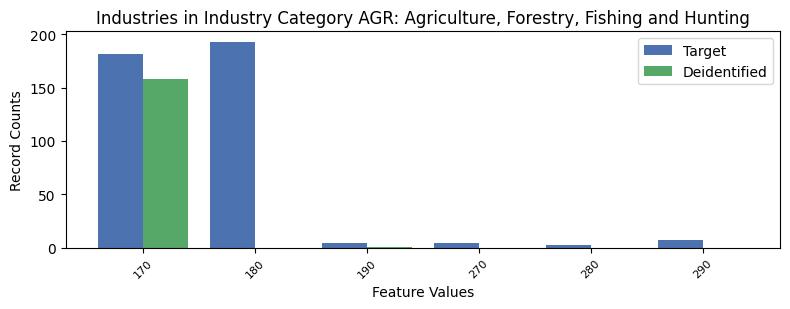 Industries in Industry Category AGR: Agriculture, Forestry, Fishing and Hunting
Target
Deidentified
Record Counts
200
150
100
50
0
170
180
190
270
280
290
Feature Values